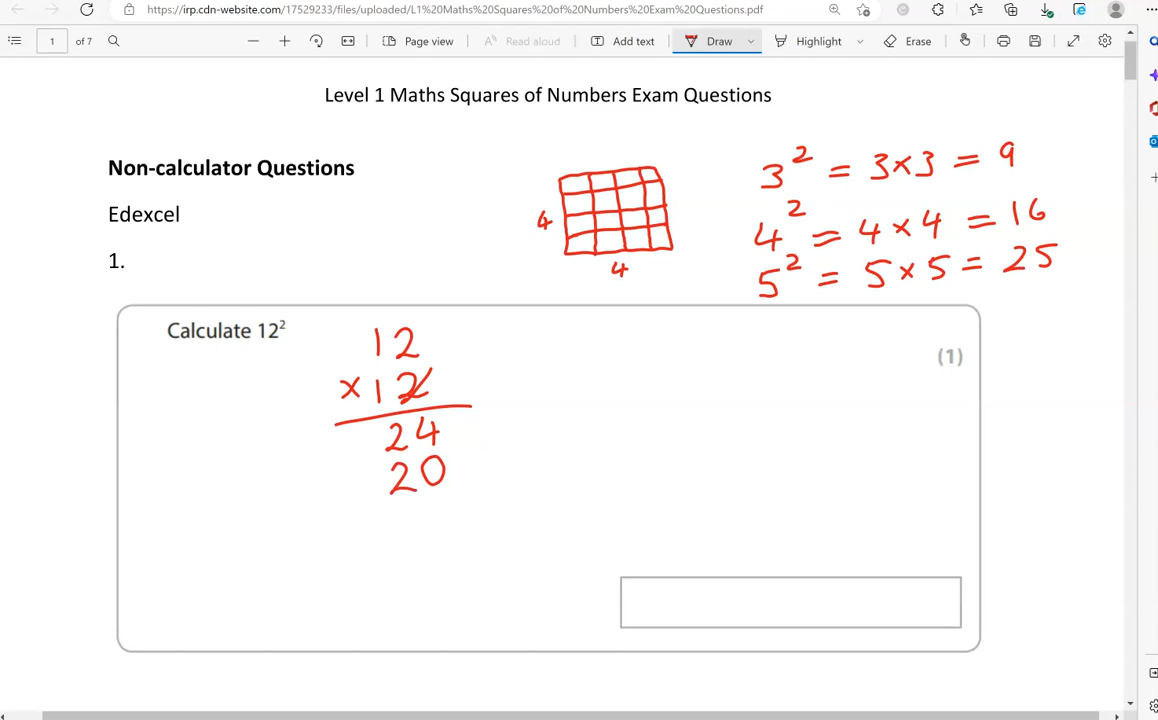 https://irp.cdn-website.com/17529233/files/uploaded/L1%20Maths%20Squares%20of%20Numbers%20Exam%20Questions.pdf
1 of 7
Page view
Read aloud
Add text
Draw
Highlight
Erase
Level 1 Maths Squares of Numbers Exam Questions
Non-calculator Questions
Edexcel
1.
4
4
3² = 3×3 = 9
4² = 4×4 = 16
5² = 5×5 = 25
Calculate 12²
(1)
12
×12
24
20